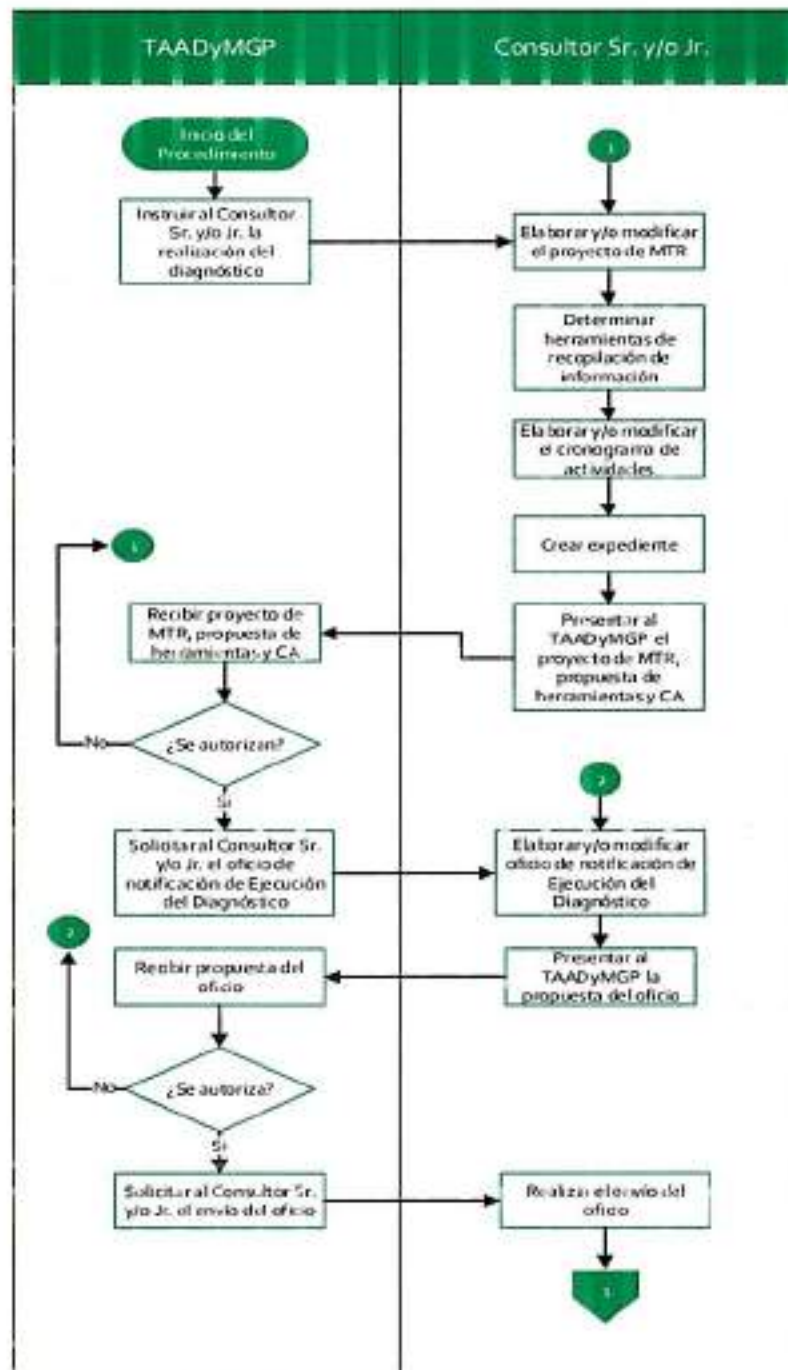 TAADyMGP
Consultor Sr. y/o Jr.
Inicio del
Procedimiento
1
Instruir al Consultor
Sr. y/o Jr. la
realización del
diagnóstico
Elaborar y/o modificar
el proyecto de MTR
Determinar
herramientas de
recopilación de
información
Elaborar y/o modificar
el cronograma de
actividades
Crear expediente
1
Recibir proyecto de
MTR, propuesta de
herramientas y CA
Presentar al
TAADyMGP el
proyecto de MTR,
propuesta de
herramientas y CA
¿Se autorizan?
No
Si
2
Solicitar al Consultor Sr.
y/o Jr. el oficio de
notificación de Ejecución
del Diagnóstico
Elaborar y/o modificar
oficio de notificación de
Ejecución del
Diagnóstico
2
Recibir propuesta del
oficio
Presentar al
TAADyMGP la
propuesta del oficio
¿Se autoriza?
No
Si
Solicitar al Consultor Sr.
y/o Jr. el envío del oficio
Realizar el envío del
oficio